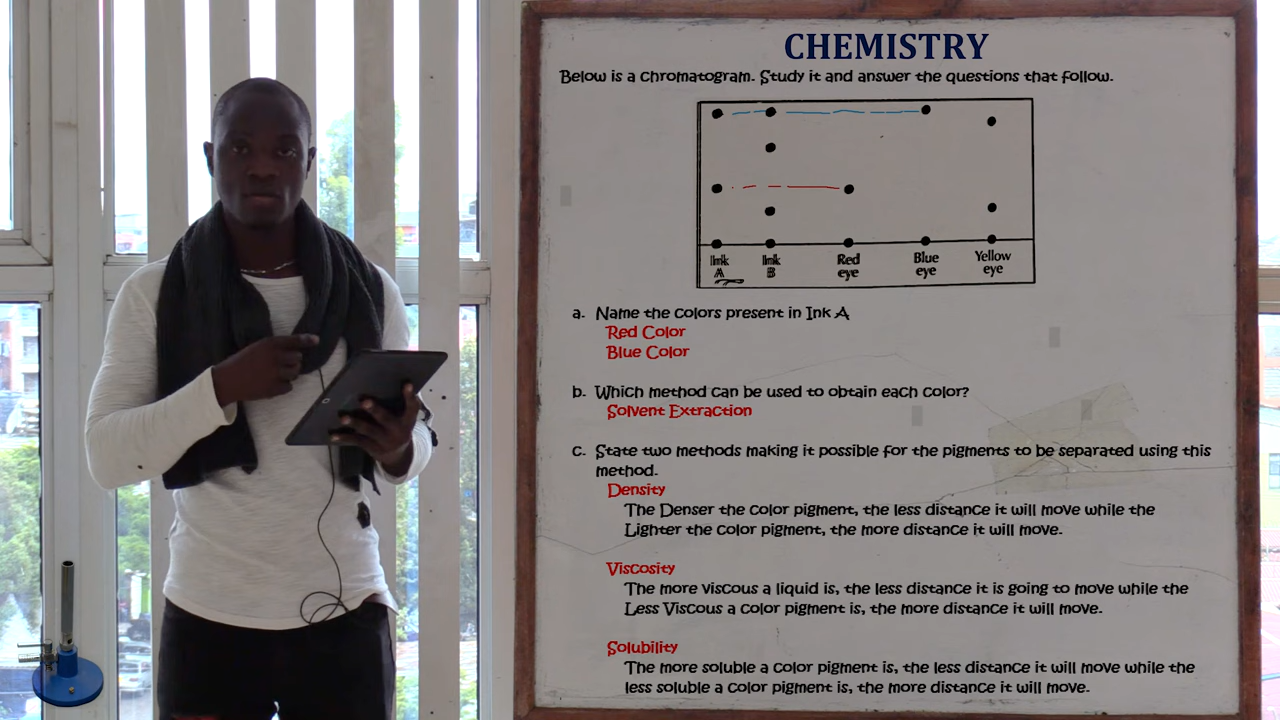 CHEMISTRY
Below is a chromatogram. Study it and answer the questions that follow.
Ink Ink Red Blue Yellow
A B eye eye eye
a. Name the colors present in Ink A
Red Color
Blue Color
b. Which method can be used to obtain each color?
Solvent Extraction
c. State two methods making it possible for the pigments to be separated using this
method.
Density
The Denser the color pigment, the less distance it will move while the
Lighter the color pigment, the more distance it will move.
Viscosity
The more viscous a liquid is, the less distance it is going to move while the
Less Viscous a color pigment is, the more distance it will move.
Solubility
The more soluble a color pigment is, the less distance it will move while the
less soluble a color pigment is, the more distance it will move.